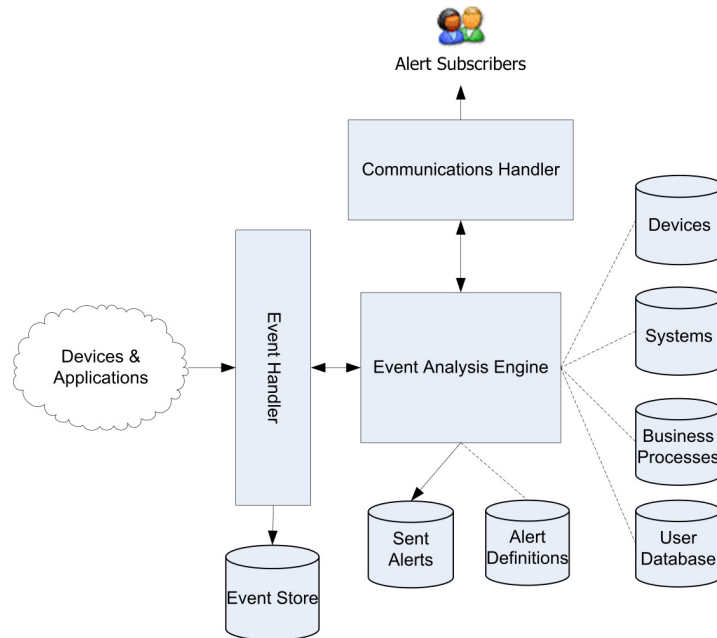 Alert Subscribers
Communications Handler
Devices
Event Handler
Devices &
Applications
Event Analysis Engine
Systems
Business
Processes
Sent
Alerts
Alert
Definitions
User
Database
Event Store